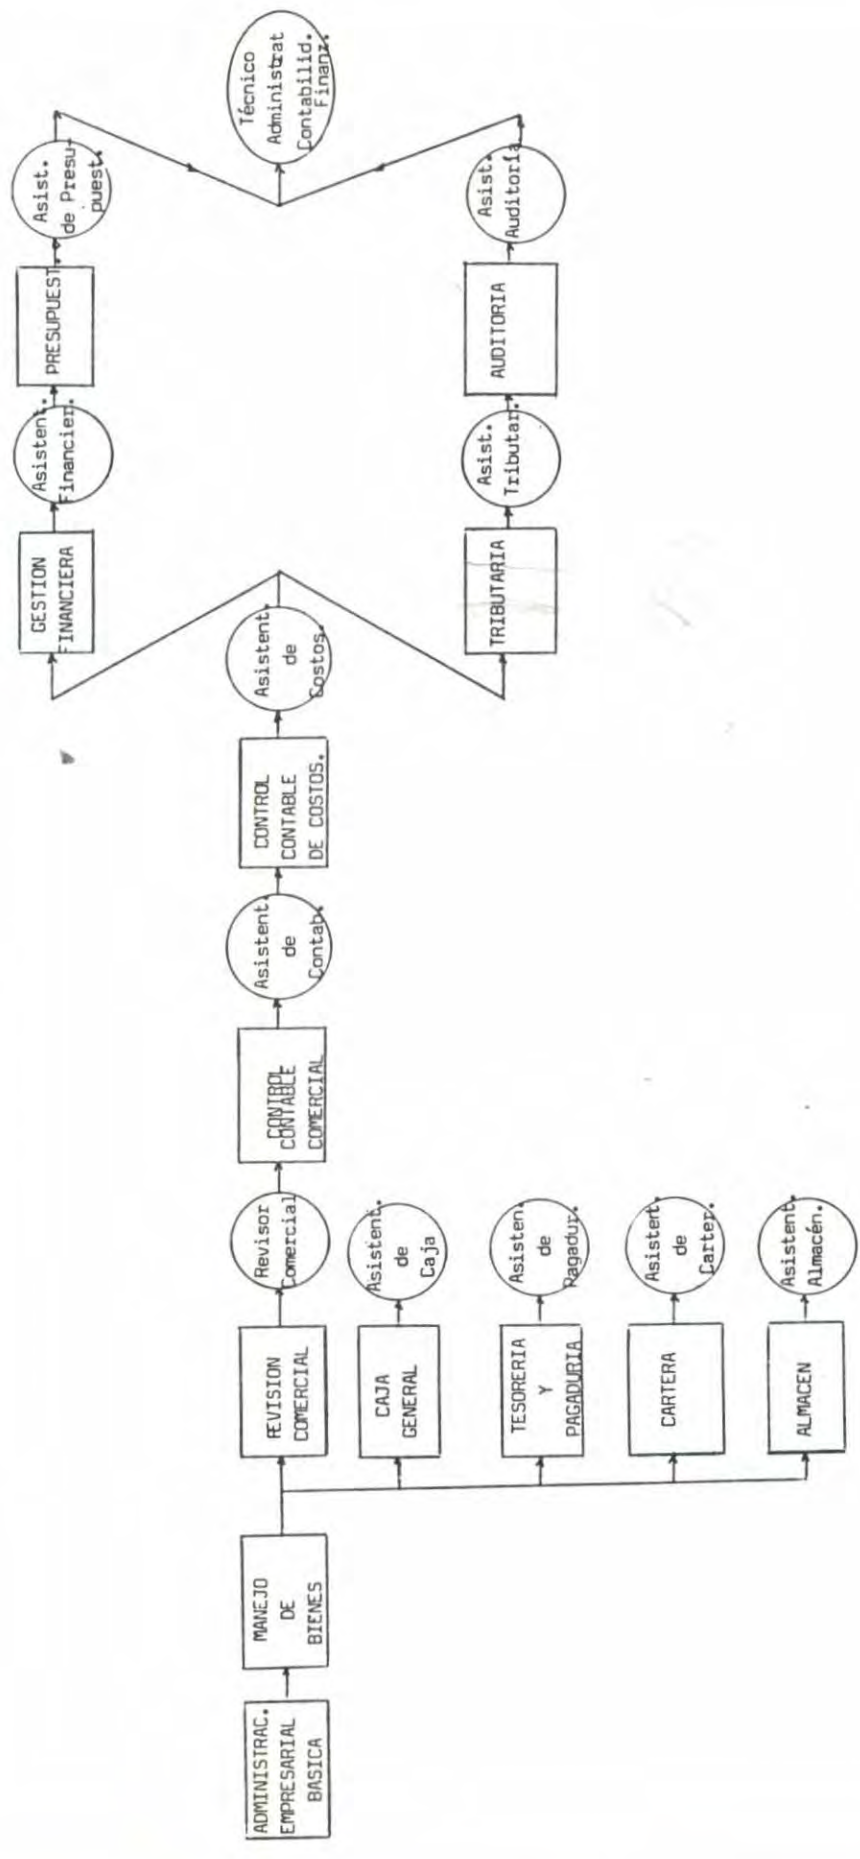 ADMINISTRAC.
EMPRESARIAL
BASICA
MANEJO
DE
BIENES
REVISION
COMERCIAL
Revisor
Comercial
CAJA
GENERAL
Asistent.
de
Caja
TESORERIA
Y
PAGADURIA
Asisten.
de
Pagadur.
CARTERA
Asistent.
de
Carter.
ALMACEN
Asistent.
Almacén.
CONTROL
CONTABLE
COMERCIAL
Asistent.
de
Contab.
CONTROL
CONTABLE
DE COSTOS.
Asistent.
de
Costos.
GESTION
FINANCIERA
Asistent.
Financier.
PRESUPUEST.
Asist.
de Presu-
puest.
TRIBUTARIA
Asist.
Tributar.
AUDITORIA
Asist.
Auditoría.
Técnico
Administrat
Contabilid.
Finanz.